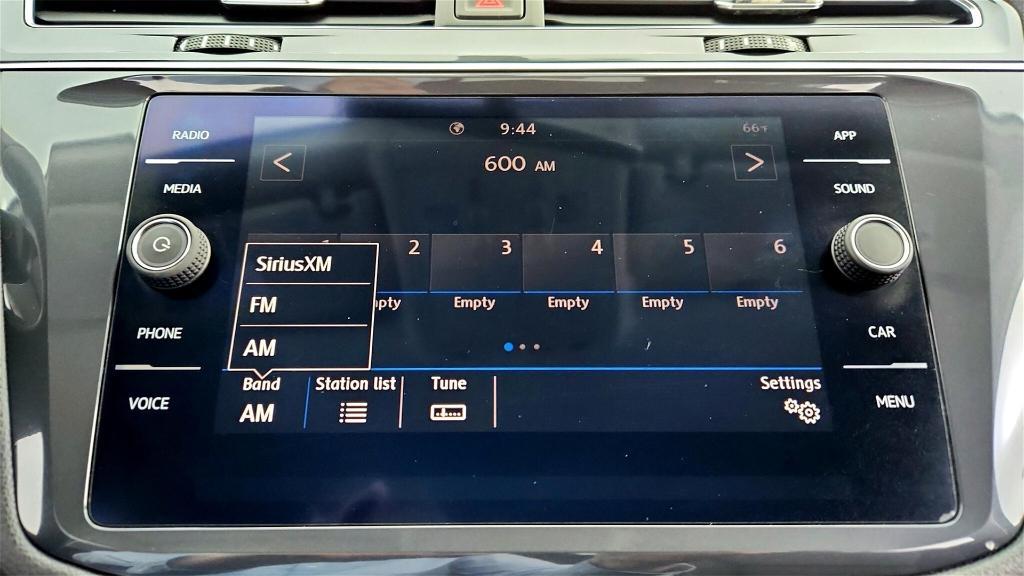 RADIO
MEDIA
PHONE
VOICE
9:44
66°F
600 AM
<
>
2
3
4
5
6
Empty
Empty
Empty
Empty
SiriusXM
FM
AM
Band
AM
Station list
Tune
Settings
APP
SOUND
CAR
MENU